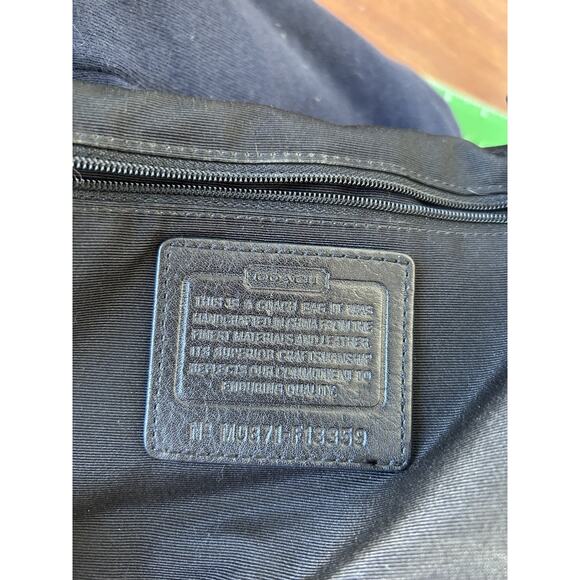 COACH
THIS IS A COACH BAG. IT WAS
HANDCRAFTED IN CHINA FROM THE
FINEST MATERIALS AND LEATHER.
ITS SUPERIOR CRAFTSMANSHIP
REFLECTS OUR COMMITMENT TO
ENDURING QUALITY.
Nº M0871-F13359